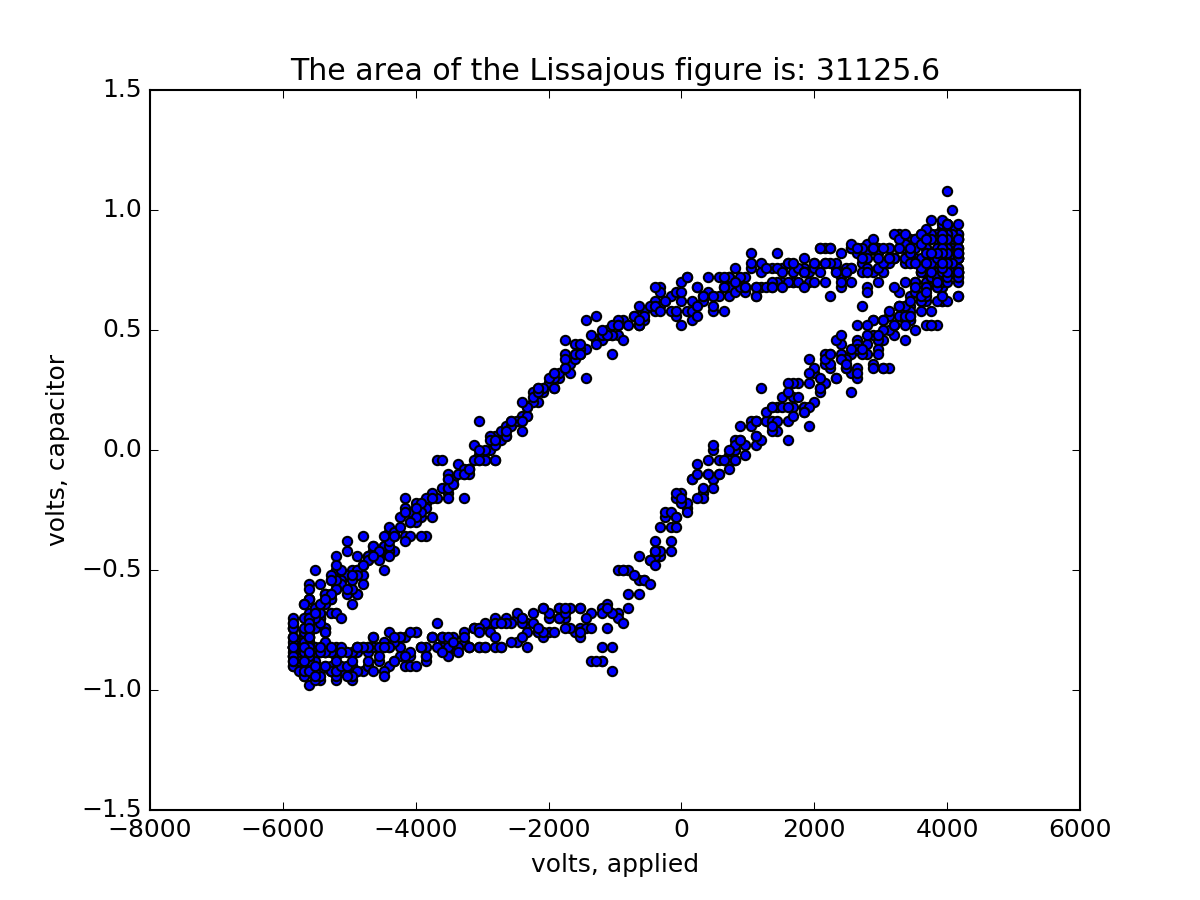 The area of the Lissajous figure is: 31125.6
1.5
1.0
0.5
0.0
−0.5
−1.0
−1.5
volts, capacitor
−8000 −6000 −4000 −2000 0 2000 4000 6000
volts, applied